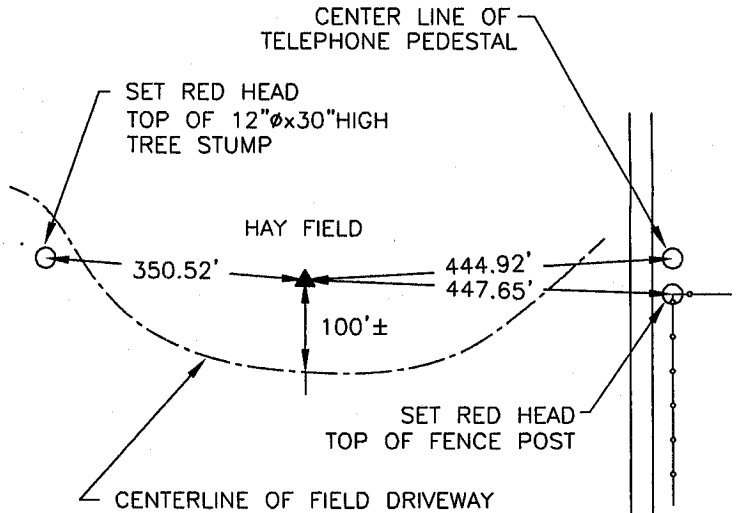 CENTER LINE OF
TELEPHONE PEDESTAL
SET RED HEAD
TOP OF 12"øx30"HIGH
TREE STUMP
HAY FIELD
350.52'
444.92'
447.65'
100'±
SET RED HEAD
TOP OF FENCE POST
CENTERLINE OF FIELD DRIVEWAY